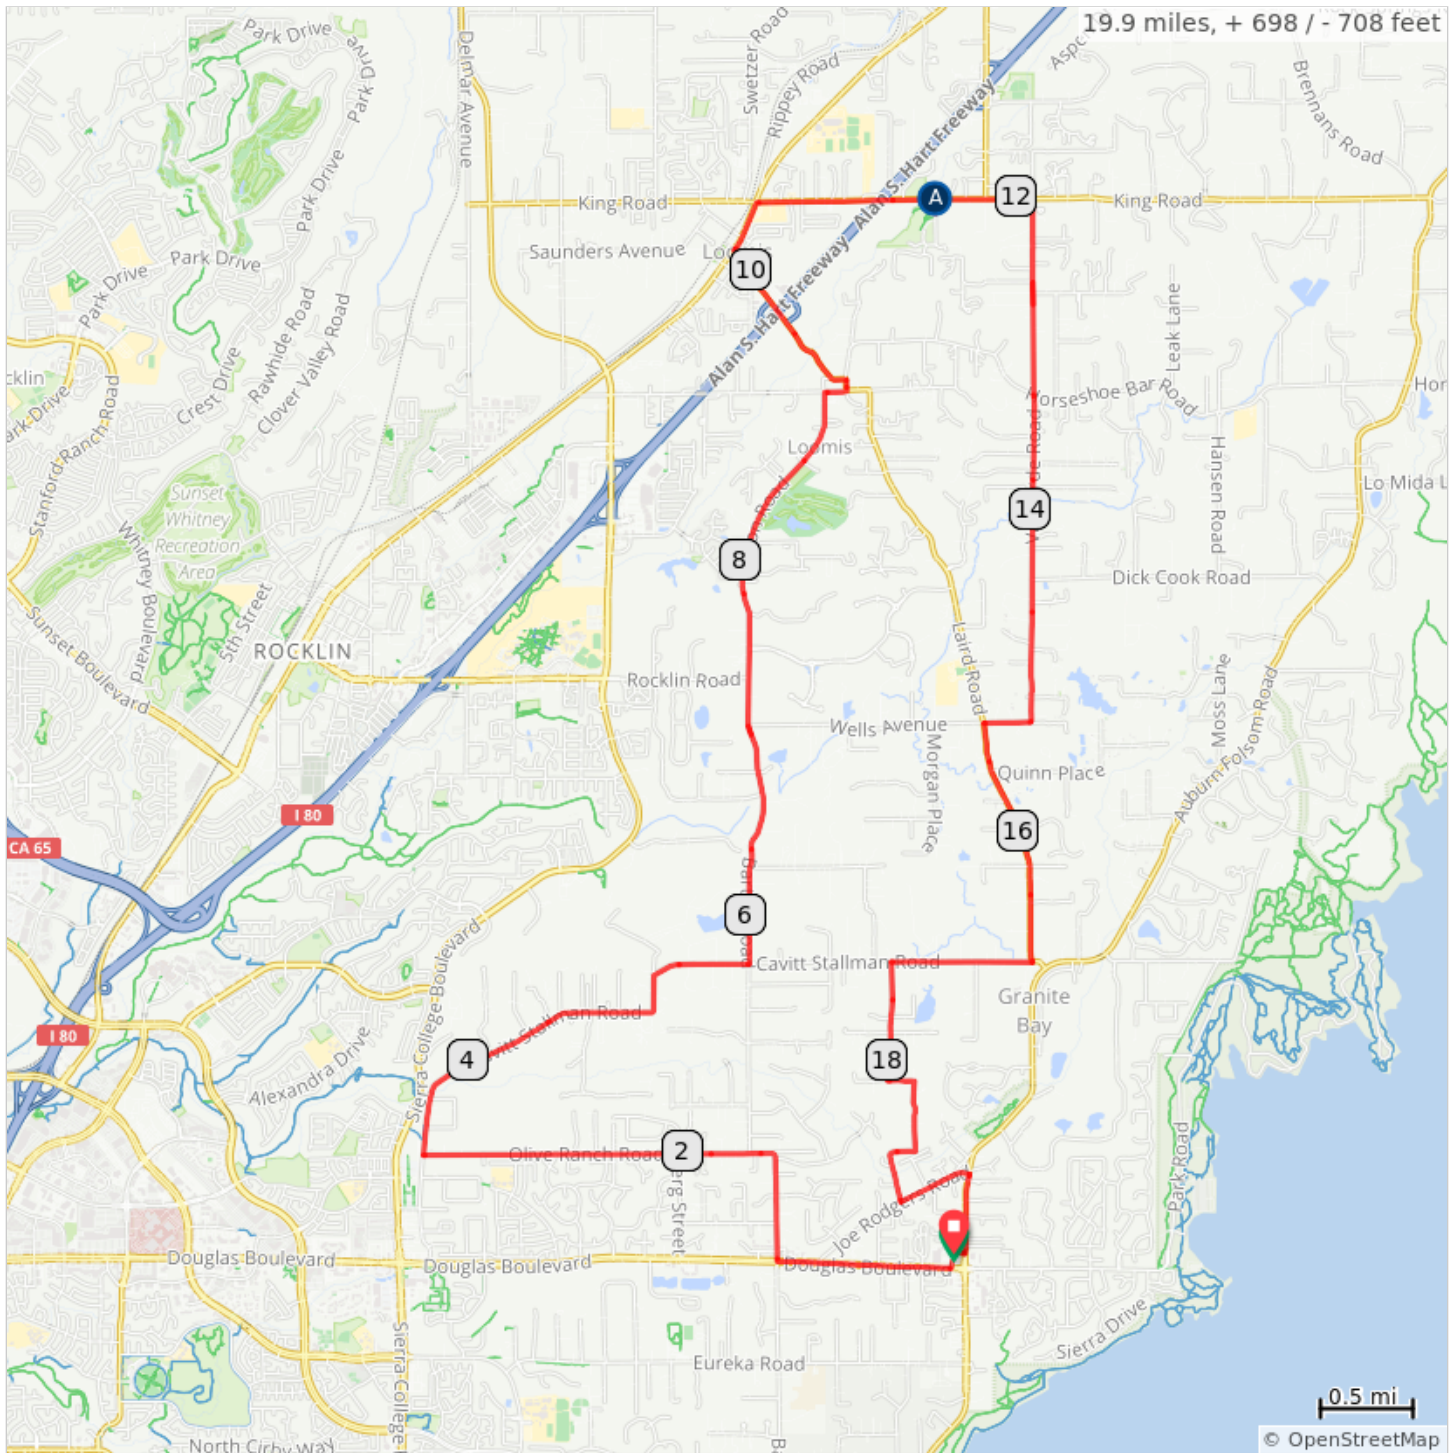 19.9 miles, + 698 / - 708 feet
Park Drive
Park Drive
Delmar Avenue
Swetzer Road
Rippey Road
Brennans Road
Alan S. Hart Freeway
Park Drive
King Road
A
12
King Road
Saunders Avenue
Park Drive
10
Park Drive
Alan S. Hart Freeway
Rawhide Road
Clover Valley Road
Leak Lane
Crest Drive
Horseshoe Bar Road
Stanford Ranch Road
Loomis
Hansen Road
Lo Mida L
Sunset
Whitney
Recreation
Area
Whitney Boulevard
14
8
Dick Cook Road
5th Street
Sunset Boulevard
ROCKLIN
Laird Road
Rocklin Road
Moss Lane
Auburn Folsom Road
Wells Avenue
Morgan Place
Quinn Place
I 80
16
CA 65
6
Cavitt Stallman Road
Sierra College Boulevard
Granite
Bay
I 80
4
18
Alexandra Drive
2
Olive Ranch Road
Park Road
Joe Rodgers Road
Douglas Boulevard
Douglas Boulevard
Douglas Boulevard
Sierra Drive
Eureka Road
Sierra College
0.5 mi
North Cirby Way
© OpenStreetMap